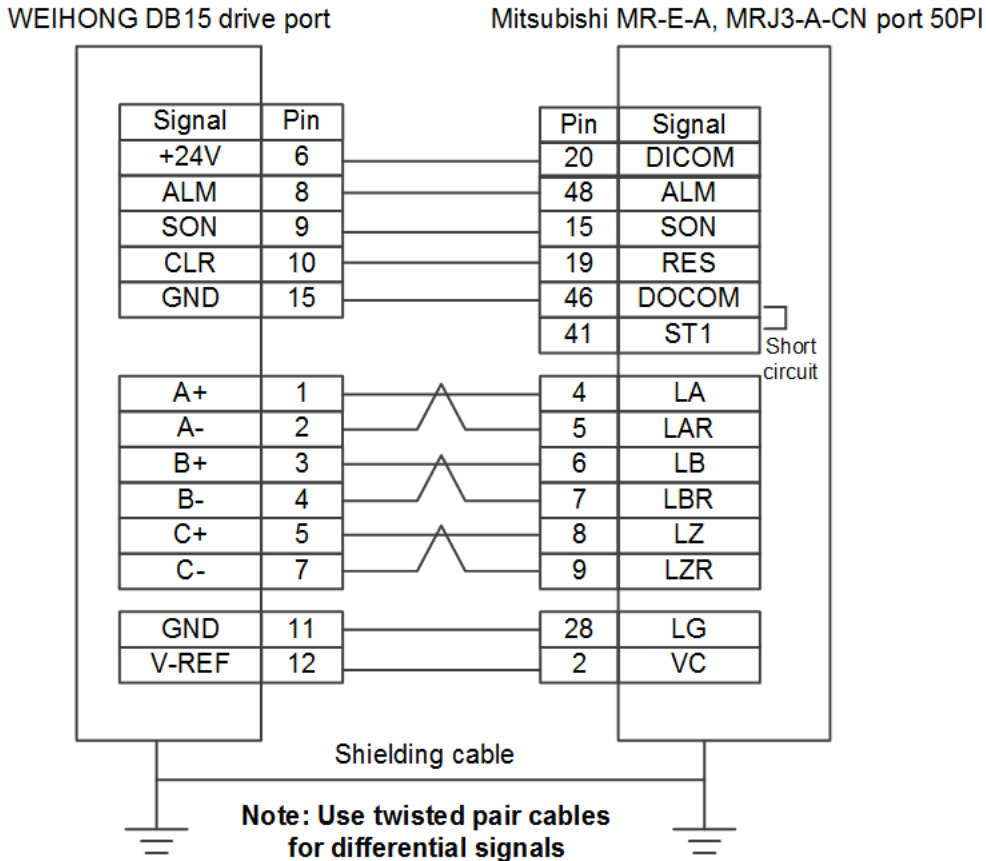 WEIHONG DB15 drive port
Mitsubishi MR-E-A, MRJ3-A-CN port 50PI
Signal Pin
+24V 6
ALM 8
SON 9
CLR 10
GND 15
Pin Signal
20 DICOM
48 ALM
15 SON
19 RES
46 DOCOM
41 ST1
Short
circuit
A+ 1
A- 2
B+ 3
B- 4
C+ 5
C- 7
4 LA
5 LAR
6 LB
7 LBR
8 LZ
9 LZR
GND 11
V-REF 12
28 LG
2 VC
Shielding cable
Note: Use twisted pair cables
for differential signals